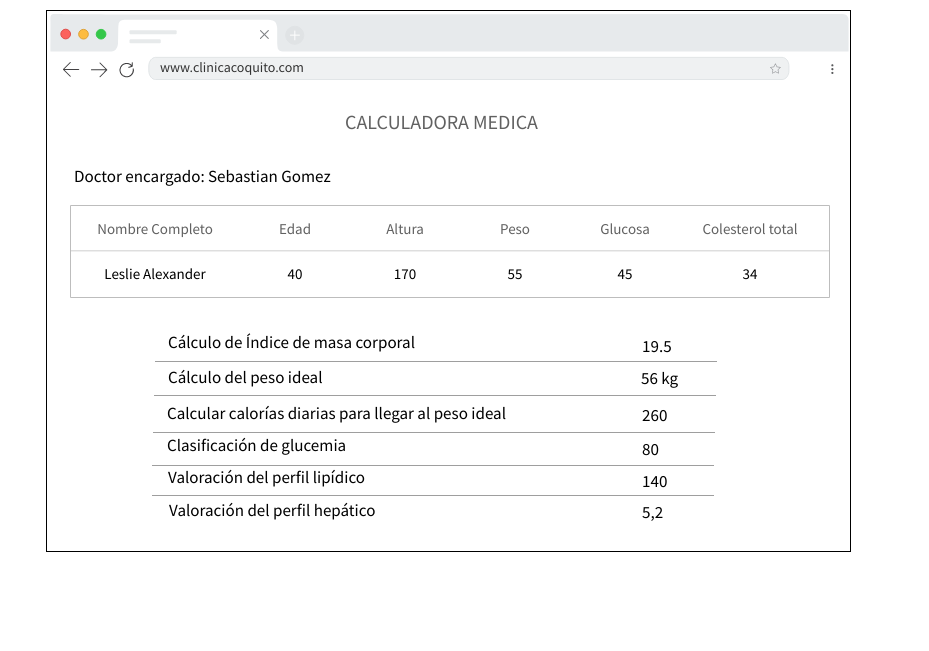 www.clinicacoquito.com
CALCULADORA MEDICA
Doctor encargado: Sebastian Gomez
Nombre Completo Edad Altura Peso Glucosa Colesterol total
Leslie Alexander 40 170 55 45 34
Cálculo de Índice de masa corporal 19.5
Cálculo del peso ideal 56 kg
Calcular calorías diarias para llegar al peso ideal 260
Clasificación de glucemia 80
Valoración del perfil lipídico 140
Valoración del perfil hepático 5,2